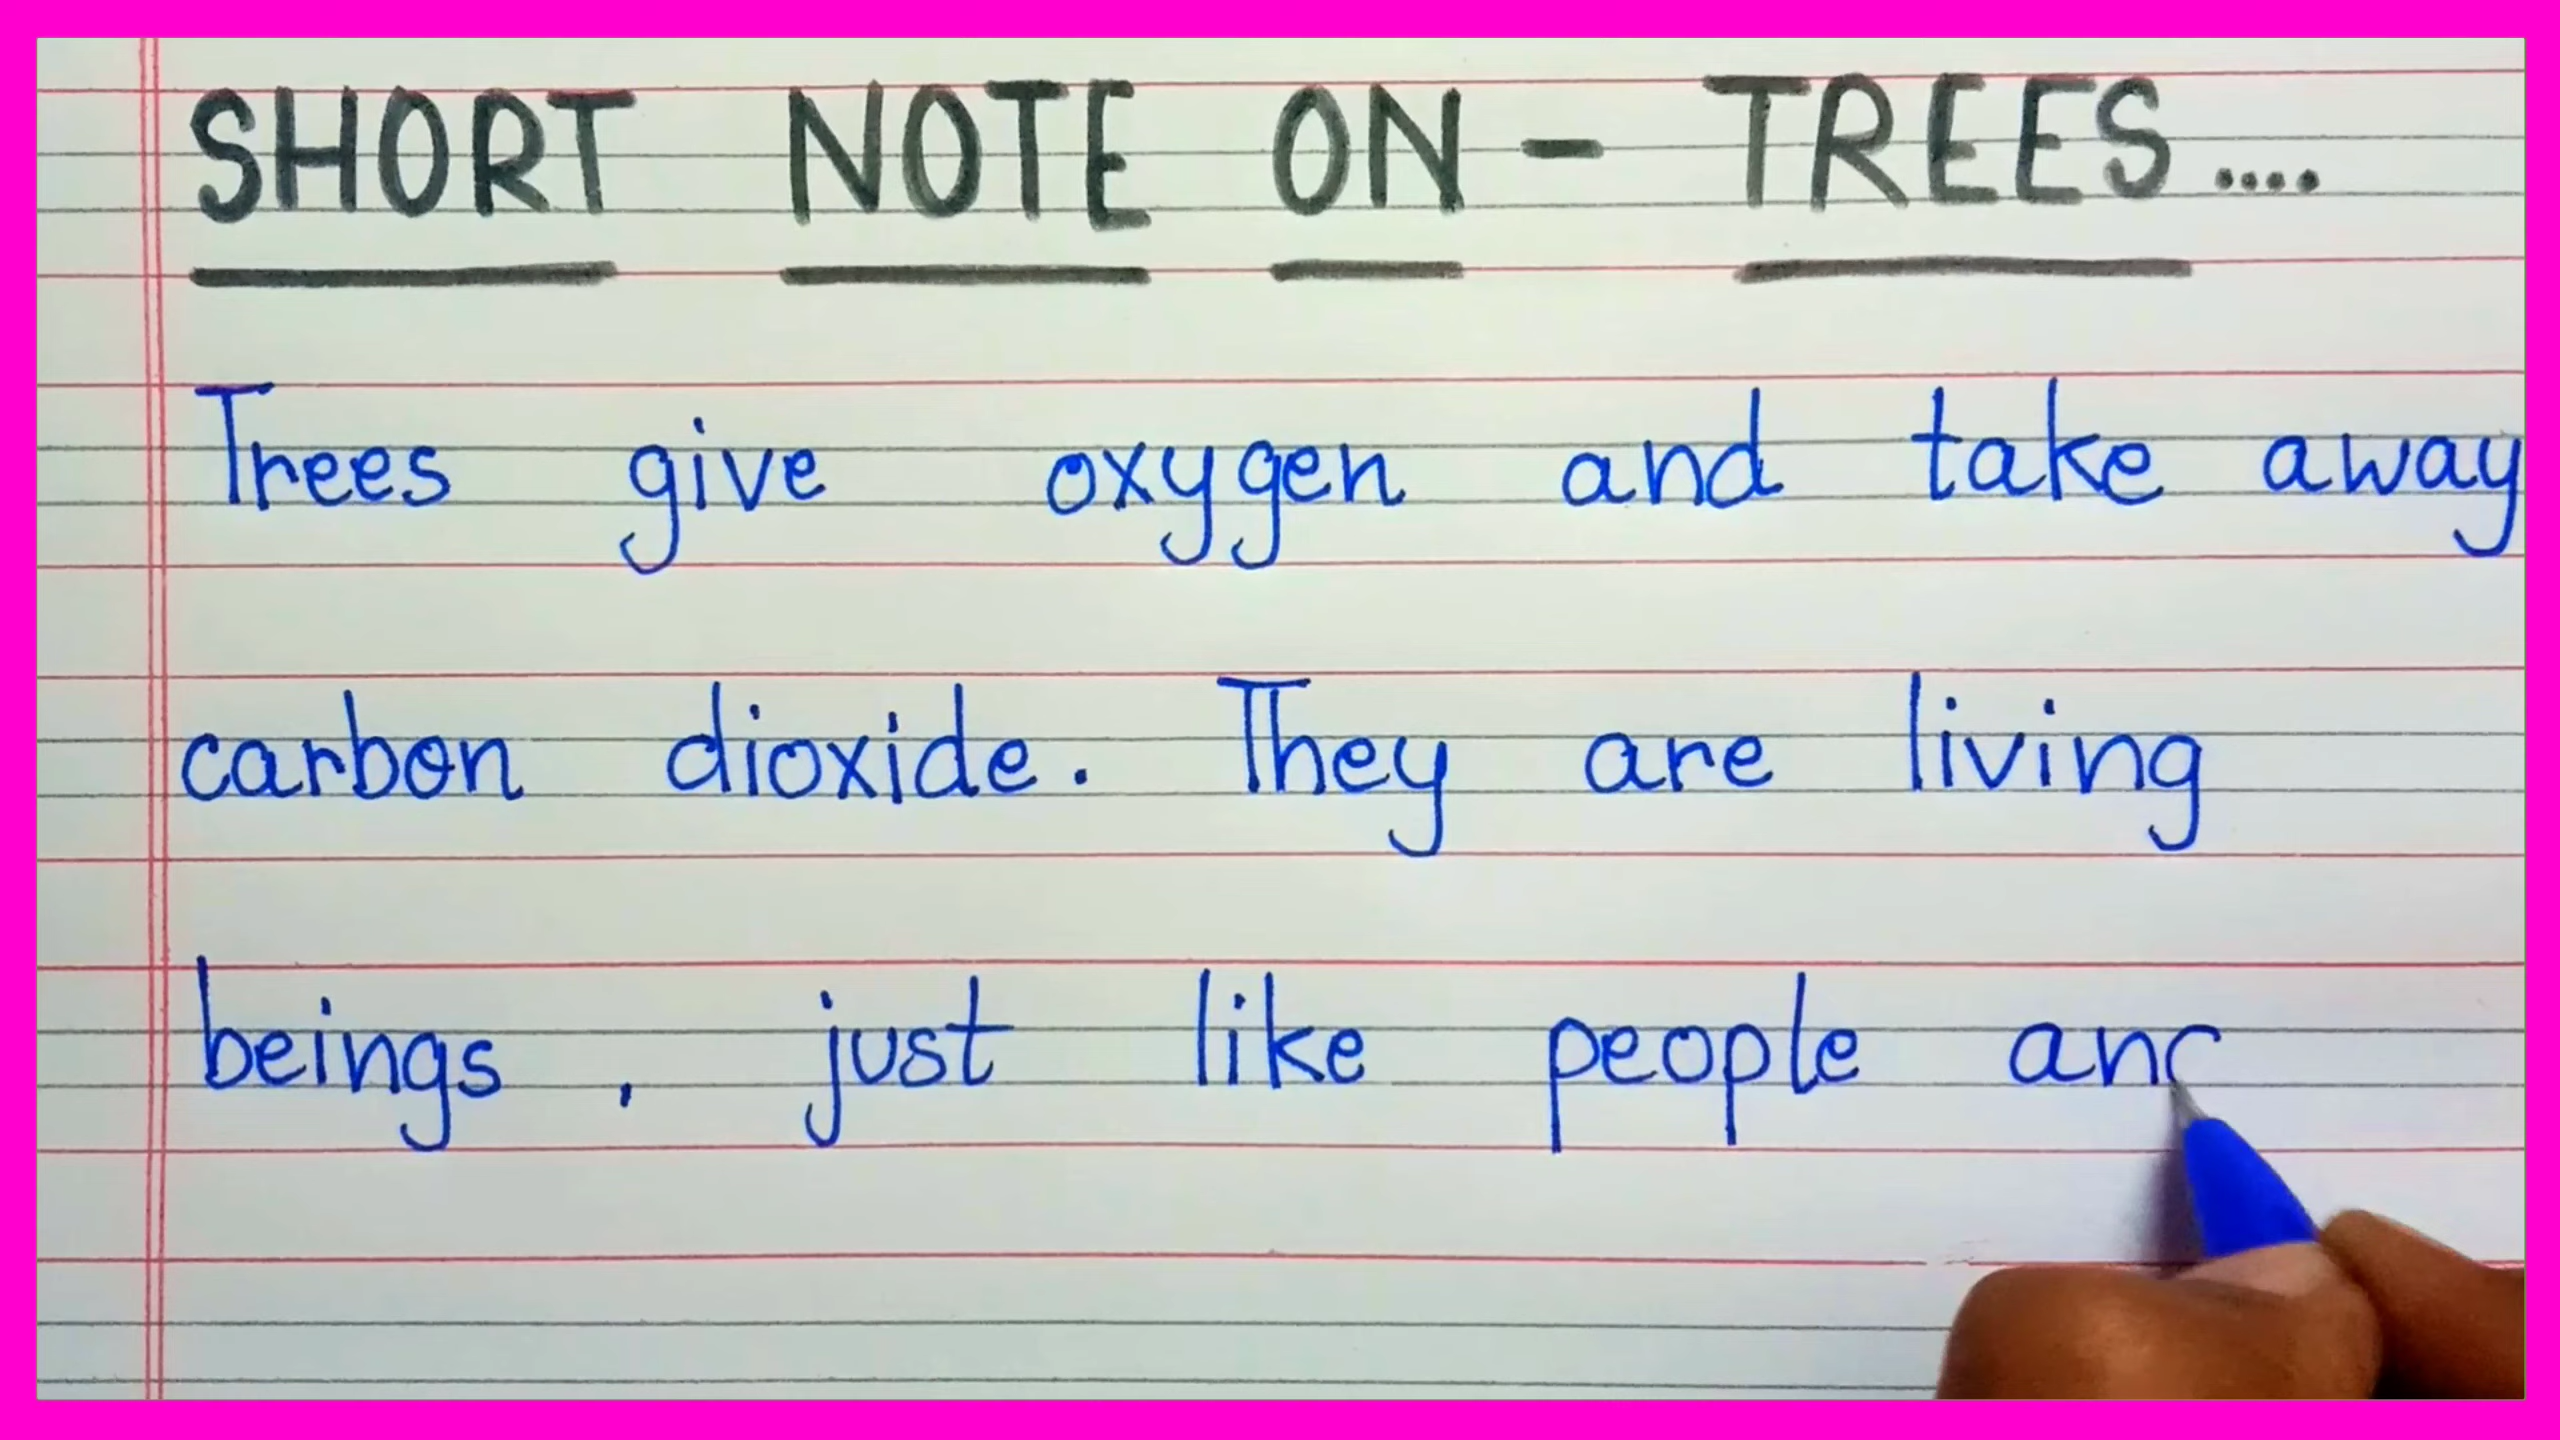 SHORT NOTE ON - TREES....
Trees give oxygen and take away
carbon dioxide. They are living
beings , just like people anc